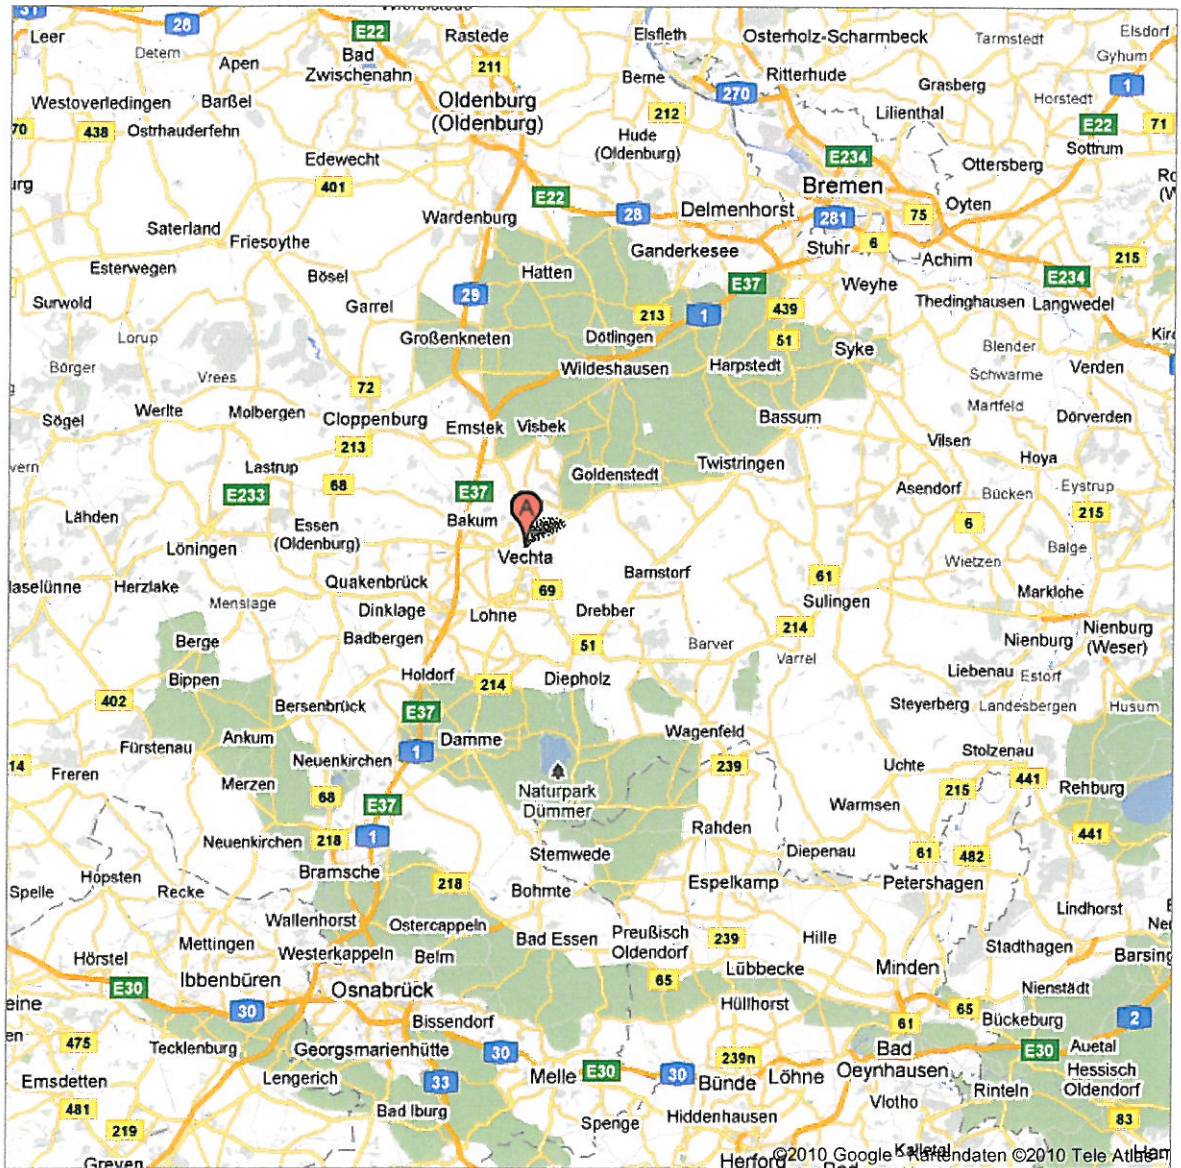 31
28
E22
Rastede
Elsfleth
Osterholz-Scharmbeck
Tarmstedt
Elsdorf
Leer
Detern
Apen
Bad
Zwischenahn
211
Berne
Ritterhude
Gyhum
Grasberg
1
Westoverledingen
Barßel
Oldenburg
(Oldenburg)
270
212
Lilienthal
Horstedt
E22
71
70
438
Ostrhauderfehn
Hude
(Oldenburg)
Sottrum
Edewecht
E234
Ottersberg
401
Bremen
E22
28
Delmenhorst
281
75
Oyten
Wardenburg
Saterland
Friesoythe
Ganderkesee
Stuhr
6
Achim
215
Esterwegen
Bösel
Hatten
E37
Weyhe
E234
Surwold
Garrel
29
213
1
439
Thedinghausen
Langwedel
Lorup
Großenkneten
Dötlingen
51
Syke
Blender
Börger
Vrees
72
Wildeshausen
Harpstedt
Schwarme
Verden
Sögel
Werlte
Molbergen
Cloppenburg
Emstek
Visbek
Bassum
Martfeld
Dörverden
213
Vilsen
Lastrup
68
Goldenstedt
Twistringen
Hoya
E233
E37
A
Asendorf
Bücken
Eystrup
Lähden
Essen
(Oldenburg)
Bakum
6
215
Löningen
Vechta
Balge
Wietzen
Haselünne
Herzlake
Quakenbrück
69
Barnstorf
61
Marklohe
Menslage
Dinklage
Lohne
Drebber
Sulingen
Berge
Badbergen
51
Barver
214
Nienburg
Nienburg
(Weser)
Varrel
Bippen
Holdorf
214
Diepholz
Liebenau
Estorf
402
Bersenbrück
E37
Steyerberg
Landesbergen
Husum
Fürstenau
Ankum
1
Damme
Wagenfeld
Stolzenau
14
Freren
Neuenkirchen
239
Uchte
441
Merzen
68
E37
Naturpark
Dümmer
215
Rehburg
Warmsen
Neuenkirchen
218
1
Rahden
441
Bramsche
Stemwede
Diepenau
61
482
Spelle
Hopsten
Recke
218
Bohmte
Espelkamp
Petershagen
Lindhorst
Wallenhorst
Ostercappeln
Bad Essen
Preußisch
Oldendorf
239
Hille
Hörstel
Mettingen
Westerkappeln
Belm
Stadthagen
Barsing
E30
Ibbenbüren
Osnabrück
65
Lübbecke
Minden
Nienstädt
30
Bissendorf
Hüllhorst
61
65
Bückeburg
2
475
Tecklenburg
Georgsmarienhütte
30
239n
Bad
Oeynhausen
E30
Auetal
Emsdetten
Lengerich
33
Melle
E30
30
Bünde
Löhne
Hessisch
Oldendorf
Rinteln
481
Bad Iburg
Vlotho
219
Spenge
Hiddenhausen
83
Greven
Herford
Kalletal
©2010 Google - Kartendaten ©2010 Tele Atlas